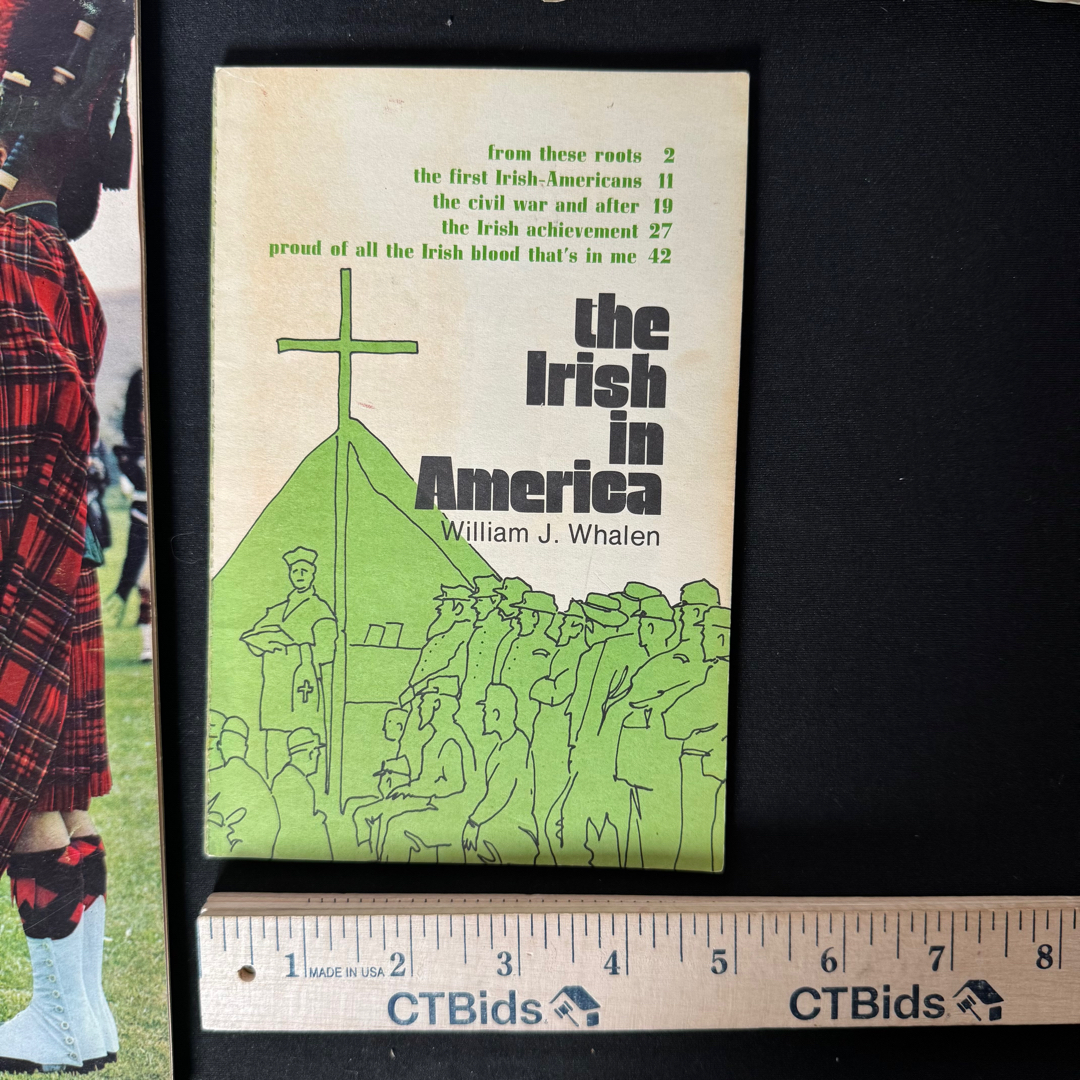 from these roots 2
the first Irish-Americans 11
the civil war and after 19
the Irish achievement 27
proud of all the Irish blood that's in me 42
the
Irish
in
America
William J. Whalen
1 MADE IN USA 2 3 4 5 6 7 8
CTBids CTBids